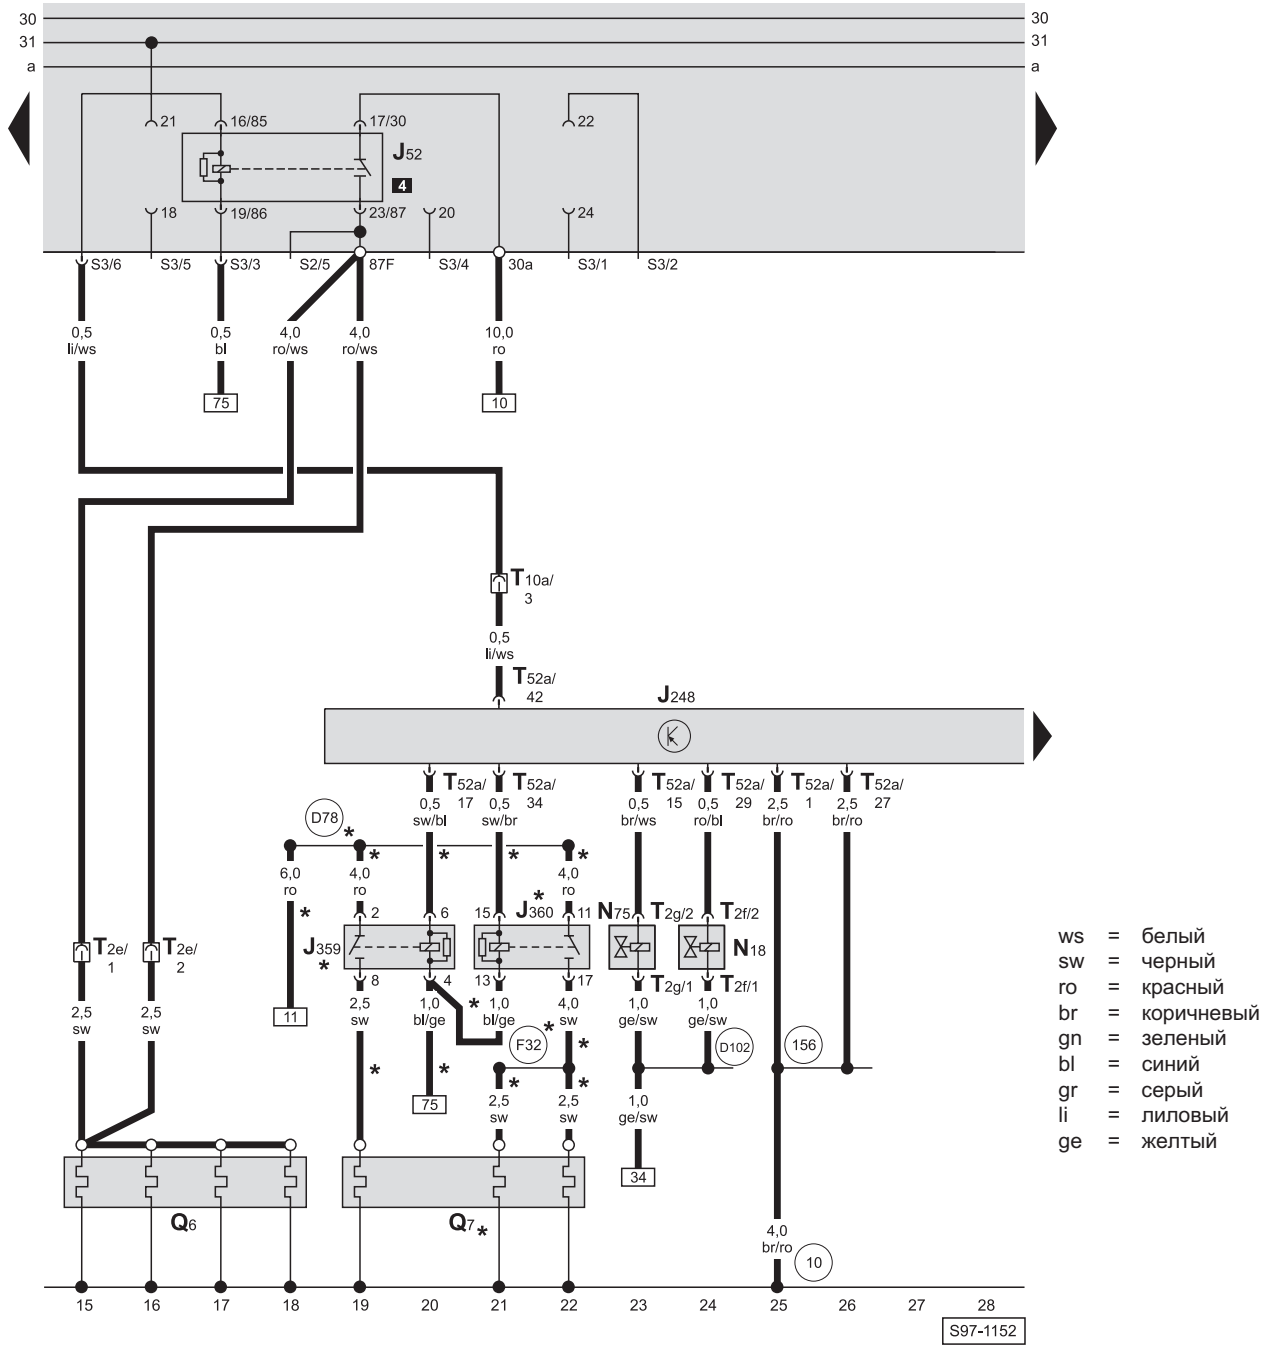 30 30
31 31
a a
21 16/85 17/30 22
J52
4
18 19/86 23/87 20 24
S3/6 S3/5 S3/3 S2/5 87F S3/4 30a S3/1 S3/2
0,5 0,5 4,0 4,0 10,0
li/ws bl ro/ws ro/ws ro
75 10
T10a/
3
0,5
li/ws
T52a/
42
J248
T52a/ T52a/ T52a/ T52a/ T52a/ T52a/
17 34 15 29 1 27
0,5 0,5 0,5 0,5 2,5 2,5
sw/bl sw/br br/ws ro/bl br/ro br/ro
D78 *
* * * *
6,0 4,0 4,0
ro ro ro
*
2 6 15 J360 * 11 N75 T2g/2 T2f/2
J359 *
N18
T2e/ T2e/
1 2
8 4 13 17 T2g/1 T2f/1
2,5 2,5 2,5 1,0 * 1,0 4,0 1,0 1,0
sw sw sw bl/ge bl/ge sw ge/sw ge/sw
11
F32 * D102 156
* * * * *
75
2,5 2,5 1,0
sw sw ge/sw
34
Q6 Q7 *
4,0
br/ro 10
15 16 17 18 19 20 21 22 23 24 25 26 27 28
S97-1152
ws = белый
sw = черный
ro = красный
br = коричневый
gn = зеленый
bl = синий
gr = серый
li = лиловый
ge = желтый